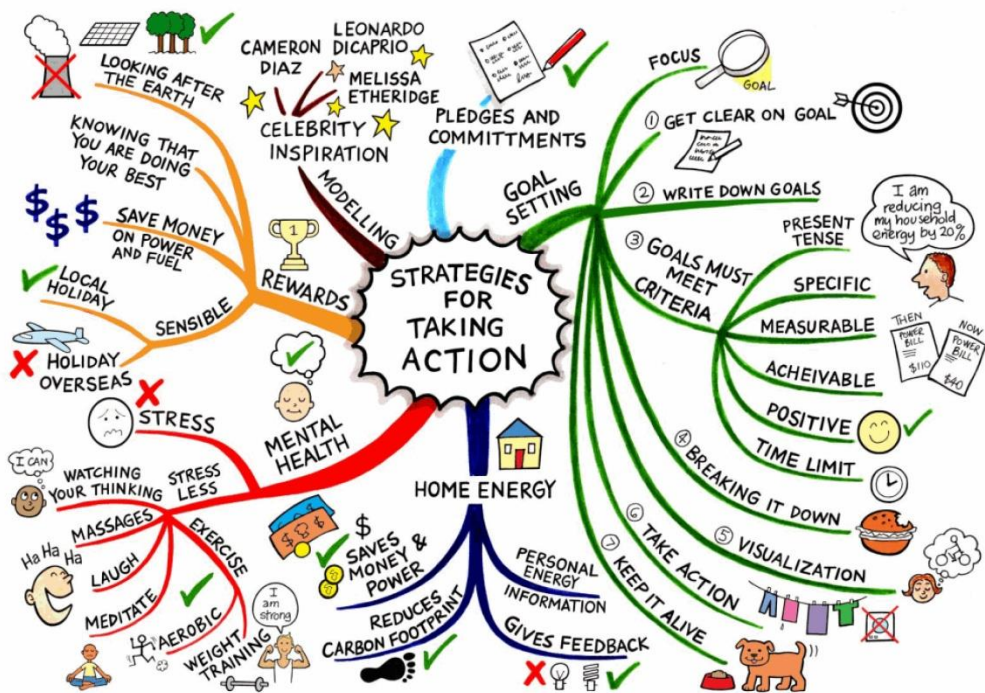 STRATEGIES
FOR
TAKING
ACTION
GOAL
SETTING
FOCUS
GOAL
① GET CLEAR ON GOAL
② WRITE DOWN GOALS
③ GOALS MUST
MEET
CRITERIA
PRESENT
TENSE
I am
reducing
my household
energy by 20%
SPECIFIC
MEASURABLE
THEN
POWER
BILL
$110
NOW
POWER
BILL
$40
ACHEIVABLE
POSITIVE
TIME LIMIT
④ BREAKING IT DOWN
⑤ VISUALIZATION
⑥ TAKE ACTION
⑦ KEEP IT ALIVE
HOME ENERGY
PERSONAL
ENERGY
INFORMATION
GIVES FEEDBACK
$
SAVES
MONEY &
POWER
REDUCES
CARBON FOOTPRINT
MENTAL
HEALTH
STRESS
STRESS
LESS
WATCHING
YOUR THINKING
I CAN
MASSAGES
LAUGH
Ha Ha Ha
MEDITATE
EXERCISE
AEROBIC
WEIGHT
TRAINING
I
am
strong
REWARDS
1
LOOKING AFTER
THE EARTH
KNOWING THAT
YOU ARE DOING
YOUR BEST
$ $ $
SAVE MONEY
ON POWER
AND FUEL
SENSIBLE
LOCAL
HOLIDAY
HOLIDAY
OVERSEAS
MODELLING
CELEBRITY
INSPIRATION
CAMERON
DIAZ
LEONARDO
DICAPRIO
MELISSA
ETHERIDGE
PLEDGES AND
COMMITTMENTS